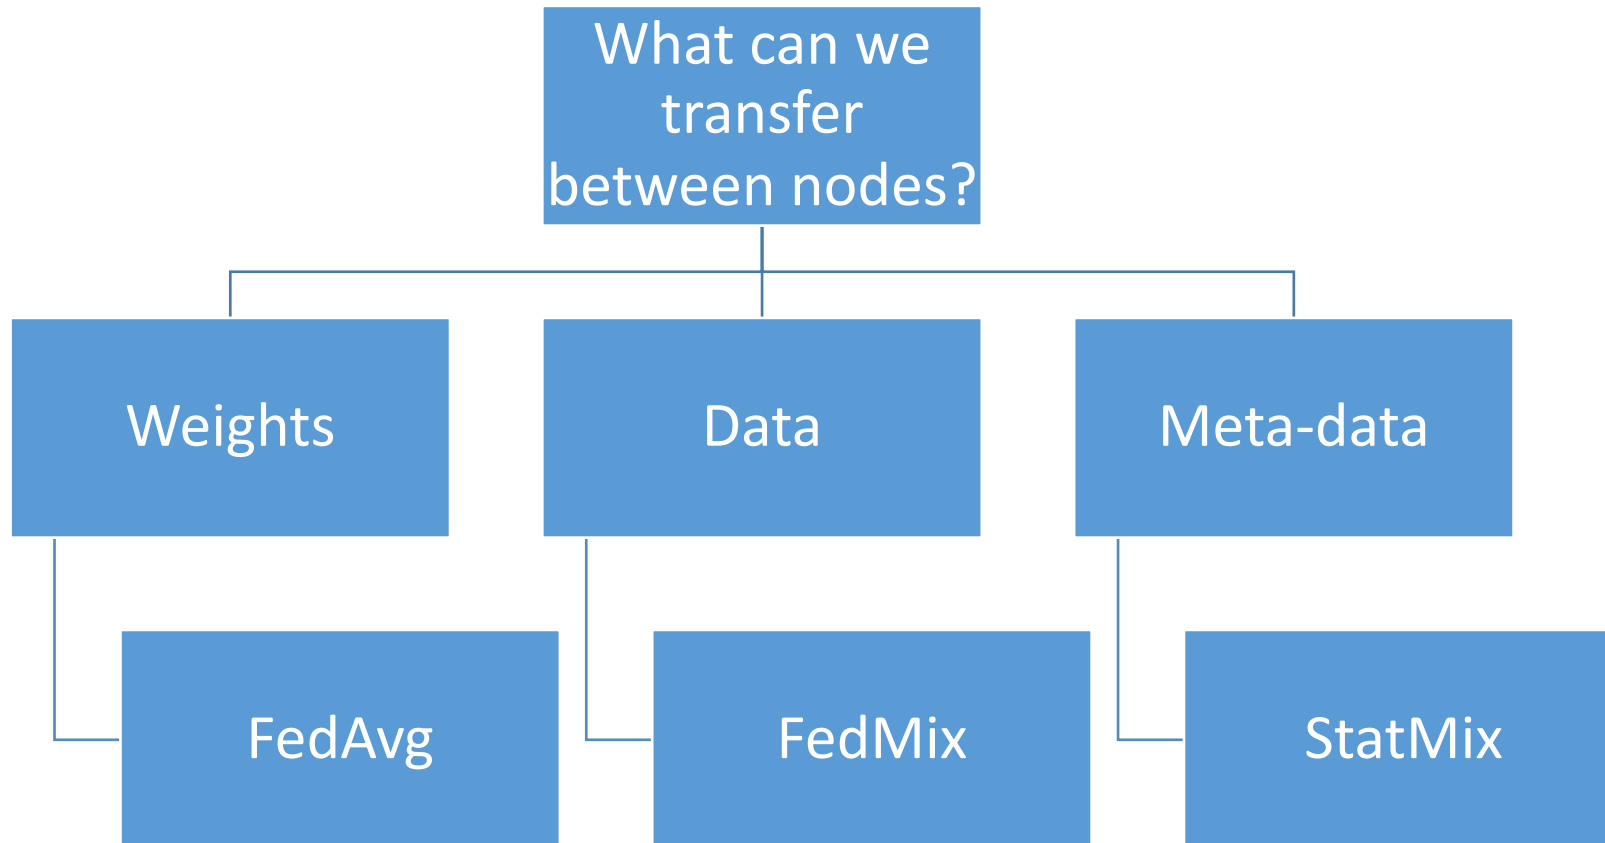 What can we
transfer
between nodes?
Weights
Data
Meta-data
FedAvg
FedMix
StatMix